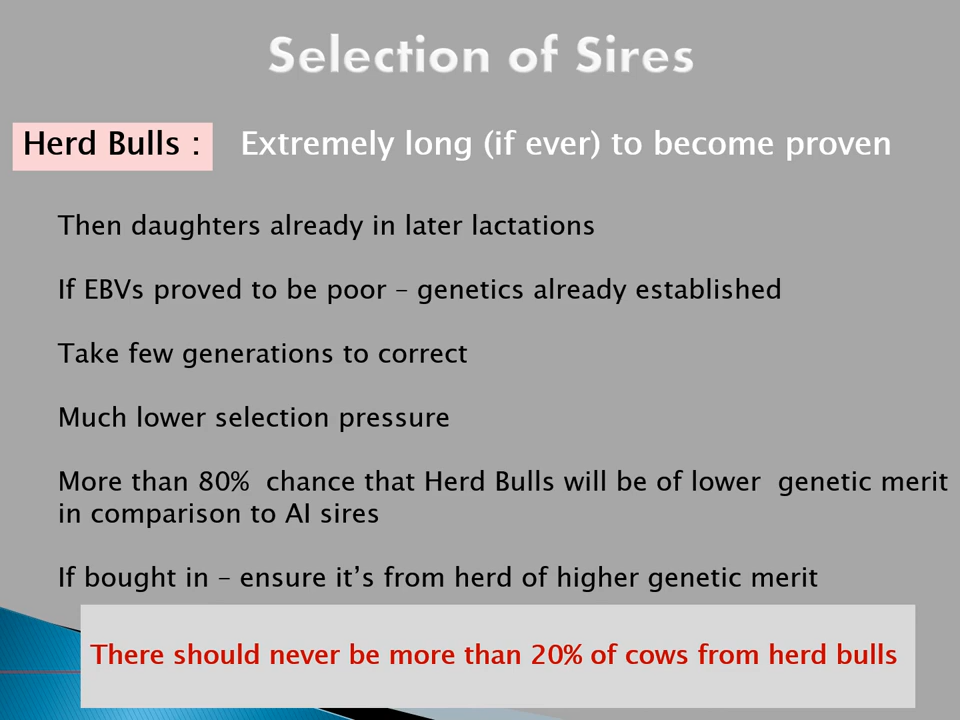 Selection of Sires
Herd Bulls : Extremely long (if ever) to become proven
Then daughters already in later lactations
If EBVs proved to be poor – genetics already established
Take few generations to correct
Much lower selection pressure
More than 80%  chance that Herd Bulls will be of lower  genetic merit
in comparison to AI sires
If bought in – ensure it’s from herd of higher genetic merit
There should never be more than 20% of cows from herd bulls